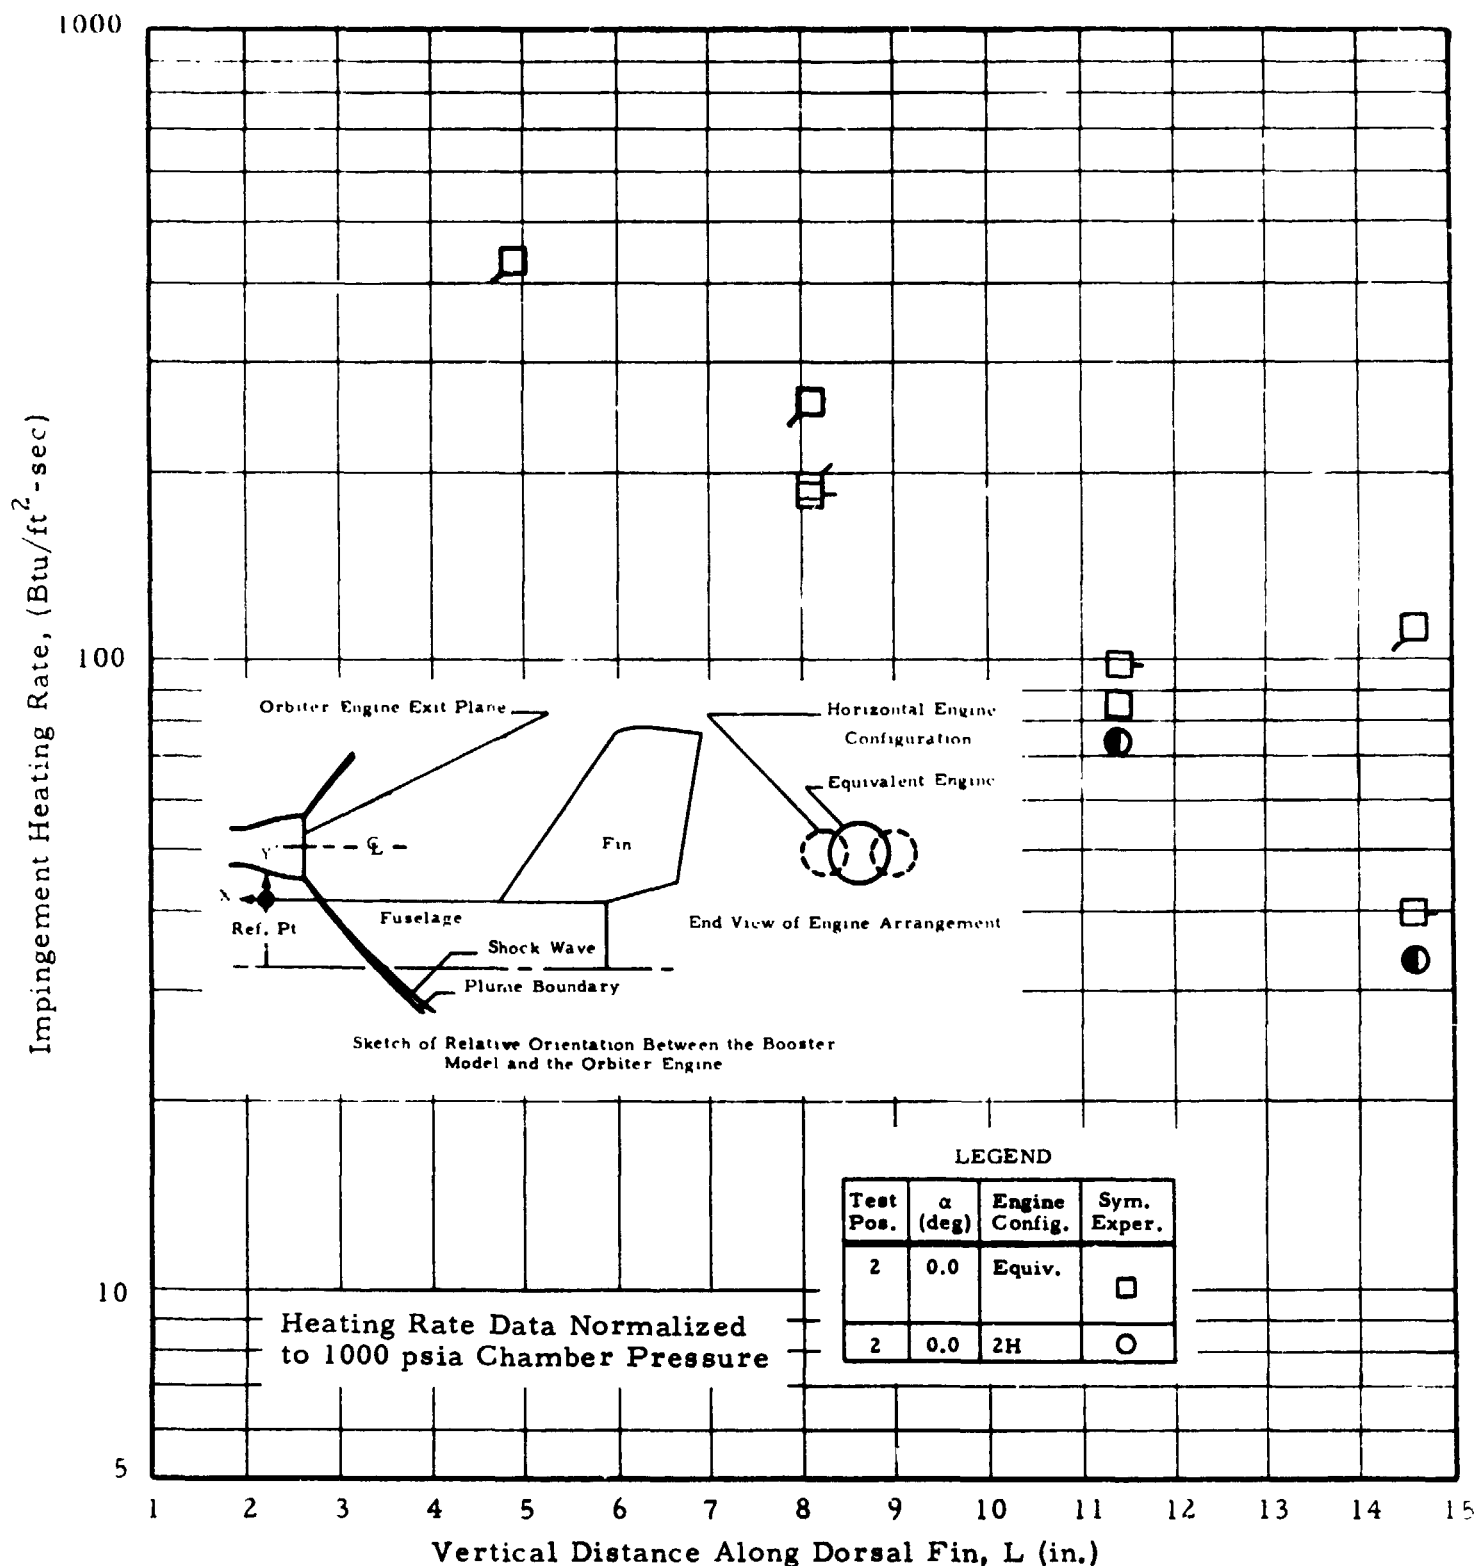 1000
Impingement Heating Rate, (Btu/ft²-sec)
100
Orbiter Engine Exit Plane
Horizontal Engine
Configuration
Equivalent Engine
Y
℄
Fin
X
Ref. Pt
Fuselage
End View of Engine Arrangement
Shock Wave
Plume Boundary
Sketch of Relative Orientation Between the Booster
Model and the Orbiter Engine
LEGEND
Test Pos. α (deg) Engine Config. Sym. Exper.
2 0.0 Equiv.
2 0.0 2H
10
Heating Rate Data Normalized
to 1000 psia Chamber Pressure
5
1 2 3 4 5 6 7 8 9 10 11 12 13 14 15
Vertical Distance Along Dorsal Fin, L (in.)